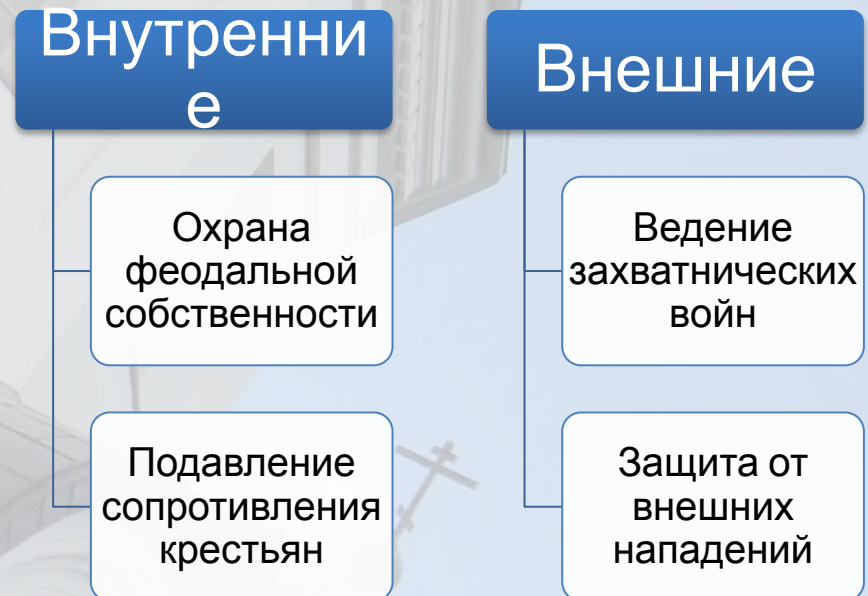 Внутренни
е
Охрана
феодальной
собственности
Подавление
сопротивления
крестьян
Внешние
Ведение
захватнических
войн
Защита от
внешних
нападений